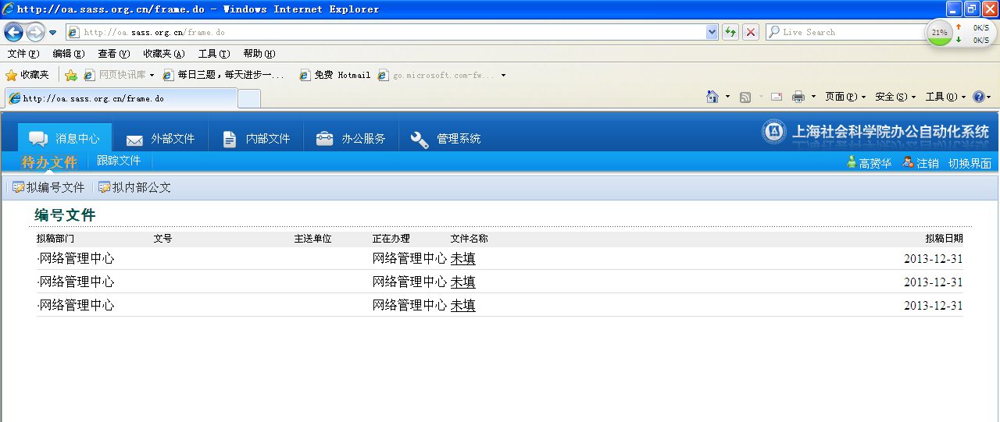 http://oa.sass.org.cn/frame.do - Windows Internet Explorer
http://oa.sass.org.cn/frame.do
Live Search
21%
0K/S
0K/S
文件(F) 编辑(E) 查看(V) 收藏夹(A) 工具(T) 帮助(H)
收藏夹 网页快讯库 每日三题，每天进步一... 免费 Hotmail go.microsoft.com-fw...
http://oa.sass.org.cn/frame.do 页面(P) 安全(S) 工具(O)
消息中心 外部文件 内部文件 办公服务 管理系统 上海社会科学院办公自动化系统
待办文件 跟踪文件 高赟华 注销 切换界面
拟编号文件 拟内部公文
编号文件
拟稿部门 文号 主送单位 正在办理 文件名称 拟稿日期
·网络管理中心 网络管理中心 未填 2013-12-31
·网络管理中心 网络管理中心 未填 2013-12-31
·网络管理中心 网络管理中心 未填 2013-12-31